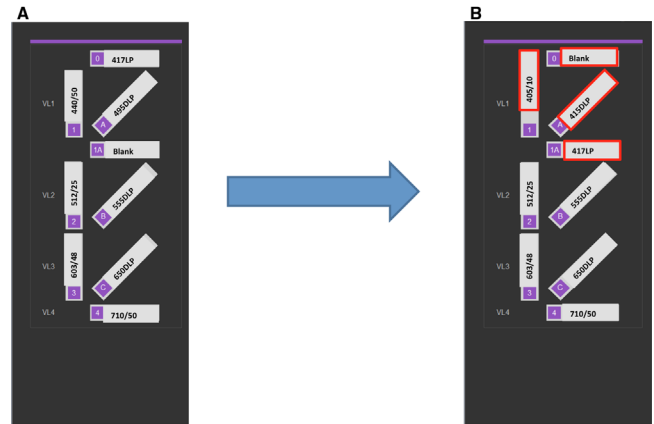 A
0 417LP
VL1
440/50
1
495DLP
A
1A Blank
VL2
512/25
2
555DLP
B
VL3
603/48
3
650DLP
C
VL4
4 710/50
B
0 Blank
VL1
405/10
1
415DLP
A
1A 417LP
VL2
512/25
2
555DLP
B
VL3
603/48
3
650DLP
C
VL4
4 710/50